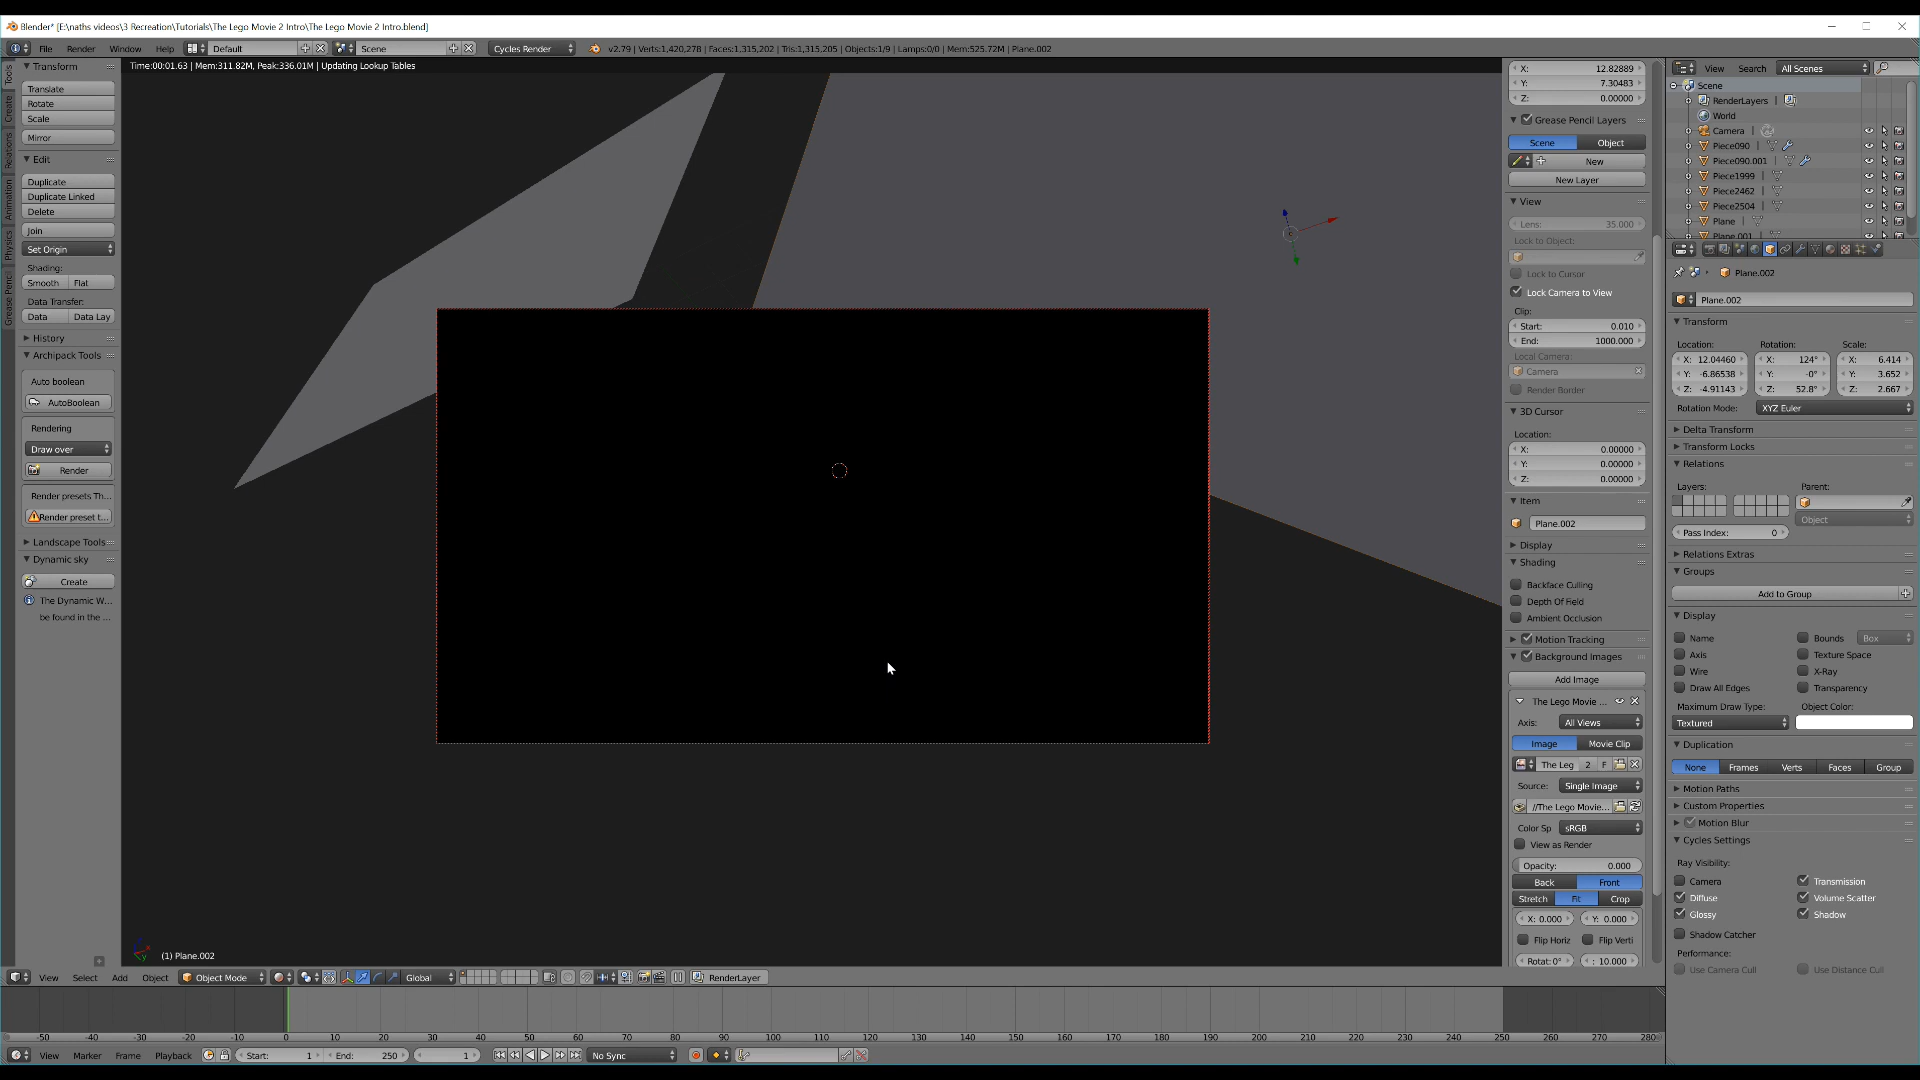 Blender* [E:\naths videos\3 Recreation\Tutorials\The Lego Movie 2 Intro\The Lego Movie 2 Intro.blend]
File Render Window Help Default Scene Cycles Render v2.79 | Verts:1,420,278 | Faces:1,315,202 | Tris:1,315,205 | Objects:1/9 | Lamps:0/0 | Mem:525.72M | Plane.002
Time:00:01.63 | Mem:311.82M, Peak:336.01M | Updating Lookup Tables
Tools
Create
Relations
Animation
Physics
Grease Pencil
Transform
Translate
Rotate
Scale
Mirror
Edit
Duplicate
Duplicate Linked
Delete
Join
Set Origin
Shading:
Smooth Flat
Data Transfer:
Data Data Lay
History
Archipack Tools
Auto boolean
AutoBoolean
Rendering
Draw over
Render
Render presets Th...
Render preset t...
Landscape Tools
Dynamic sky
Create
The Dynamic W...
be found in the ...
(1) Plane.002
X: 12.82889
Y: 7.30483
Z: 0.00000
Grease Pencil Layers
Scene Object
New
New Layer
View
Lens: 35.000
Lock to Object:
Lock to Cursor
Lock Camera to View
Clip:
Start: 0.010
End: 1000.000
Local Camera:
Camera
Render Border
3D Cursor
Location:
X: 0.00000
Y: 0.00000
Z: 0.00000
Item
Plane.002
Display
Shading
Backface Culling
Depth Of Field
Ambient Occlusion
Motion Tracking
Background Images
Add Image
The Lego Movie ...
Axis: All Views
Image Movie Clip
The Leg 2 F
Source: Single Image
//The Lego Movie...
Color Sp sRGB
View as Render
Opacity: 0.000
Back Front
Stretch Fit Crop
X: 0.000 Y: 0.000
Flip Horiz Flip Verti
Rotat: 0° : 10.000
View Search All Scenes
Scene
RenderLayers |
World
Camera |
Piece090 |
Piece090.001 |
Piece1999 |
Piece2462 |
Piece2504 |
Plane |
Plane.001
Plane.002
Plane.002
Transform
Location: Rotation: Scale:
X: 12.04460 X: 124° X: 6.414
Y: -6.86538 Y: -0° Y: 3.652
Z: -4.91143 Z: 52.8° Z: 2.667
Rotation Mode: XYZ Euler
Delta Transform
Transform Locks
Relations
Layers: Parent:
Object
Pass Index: 0
Relations Extras
Groups
Add to Group
Display
Name Bounds Box
Axis Texture Space
Wire X-Ray
Draw All Edges Transparency
Maximum Draw Type: Object Color:
Textured
Duplication
None Frames Verts Faces Group
Motion Paths
Custom Properties
Motion Blur
Cycles Settings
Ray Visibility:
Camera Transmission
Diffuse Volume Scatter
Glossy Shadow
Shadow Catcher
Performance:
Use Camera Cull Use Distance Cull
View Select Add Object Object Mode Global RenderLayer
-50 -40 -30 -20 -10 0 10 20 30 40 50 60 70 80 90 100 110 120 130 140 150 160 170 180 190 200 210 220 230 240 250 260 270 280
View Marker Frame Playback Start: 1 End: 250 1 No Sync